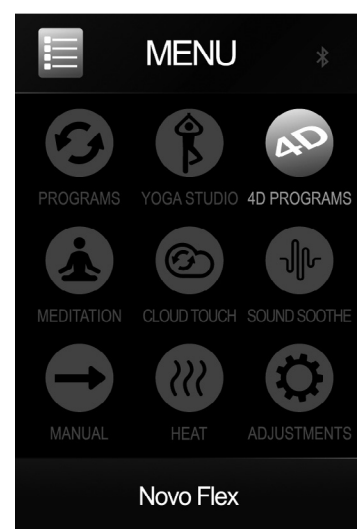 MENU
4D
PROGRAMS YOGA STUDIO 4D PROGRAMS
MEDITATION CLOUD TOUCH SOUND SOOTHE
MANUAL HEAT ADJUSTMENTS
Novo Flex